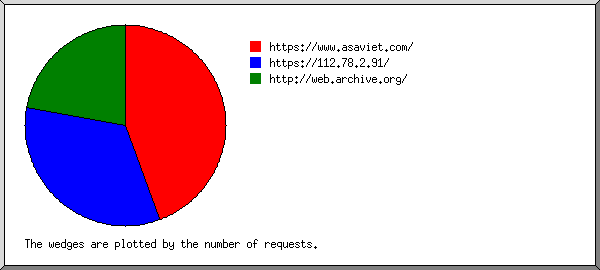 https://www.asaviet.com/
https://112.78.2.91/
http://web.archive.org/
The wedges are plotted by the number of requests.